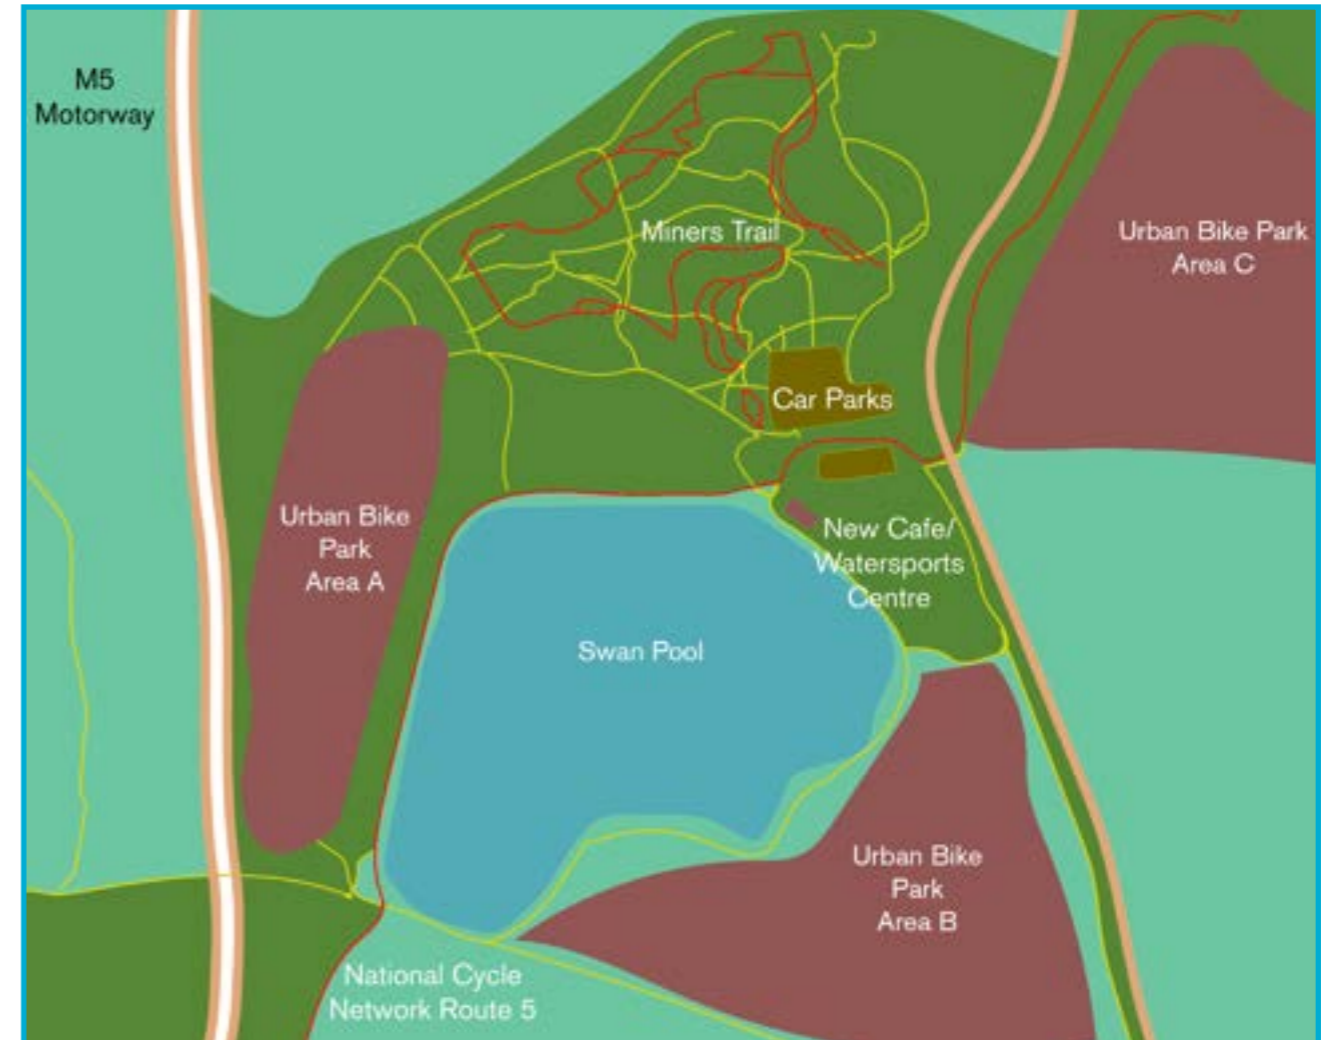 M5
Motorway
Miners Trail
Urban Bike Park
Area C
Car Parks
Urban Bike
Park
Area A
New Cafe/
Watersports
Centre
Swan Pool
Urban Bike
Park
Area B
National Cycle
Network Route 5